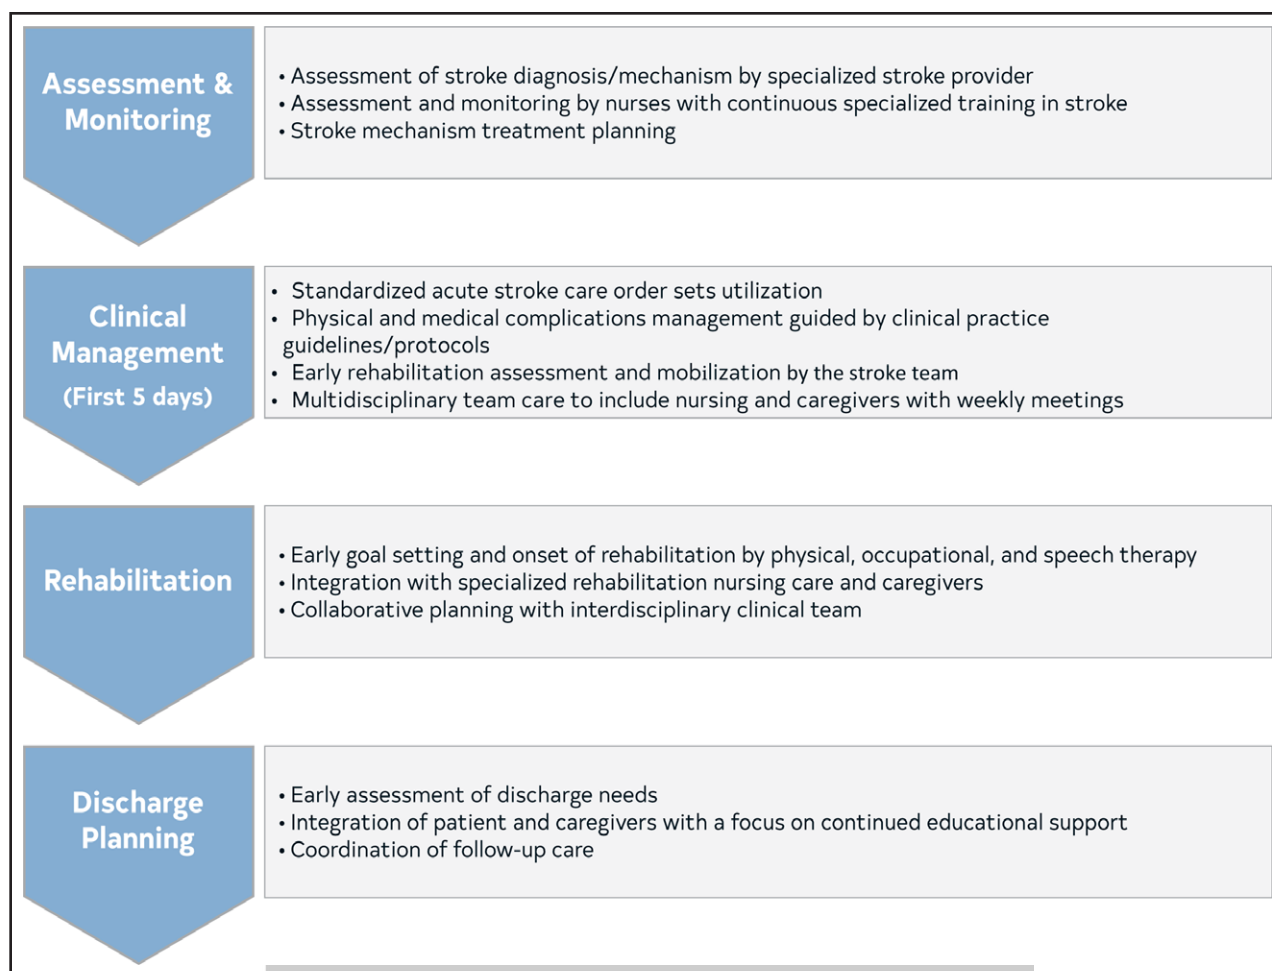 Assessment &
Monitoring
• Assessment of stroke diagnosis/mechanism by specialized stroke provider
• Assessment and monitoring by nurses with continuous specialized training in stroke
• Stroke mechanism treatment planning
Clinical
Management
(First 5 days)
• Standardized acute stroke care order sets utilization
• Physical and medical complications management guided by clinical practice
guidelines/protocols
• Early rehabilitation assessment and mobilization by the stroke team
• Multidisciplinary team care to include nursing and caregivers with weekly meetings
Rehabilitation
• Early goal setting and onset of rehabilitation by physical, occupational, and speech therapy
• Integration with specialized rehabilitation nursing care and caregivers
• Collaborative planning with interdisciplinary clinical team
Discharge
Planning
• Early assessment of discharge needs
• Integration of patient and caregivers with a focus on continued educational support
• Coordination of follow-up care